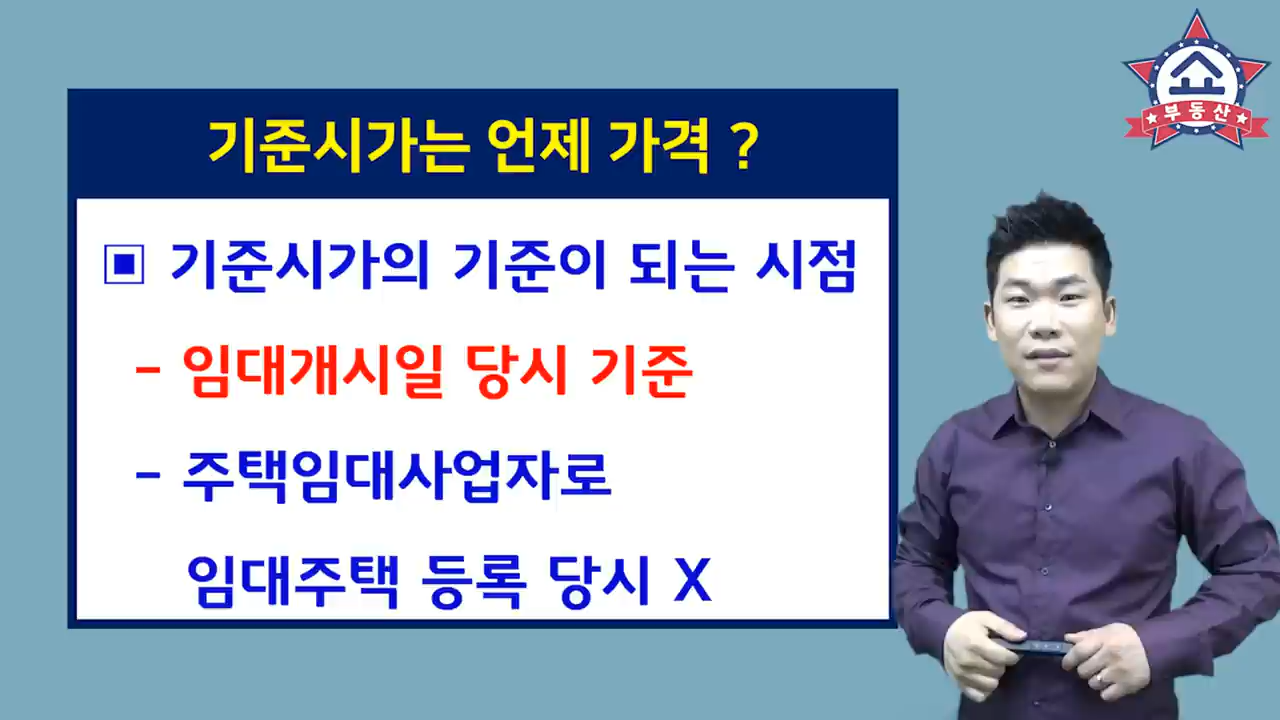 기준시가는 언제 가격 ?
▣ 기준시가의 기준이 되는 시점
- 임대개시일 당시 기준
- 주택임대사업자로
임대주택 등록 당시 X
쇼
부동산